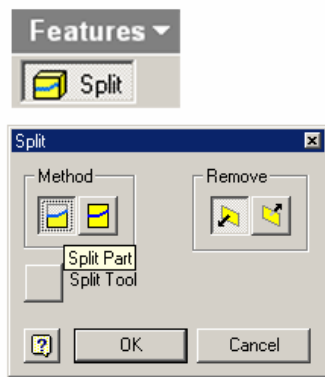 Features
Split
Split
Method
Remove
Split Part
Split Tool
OK
Cancel